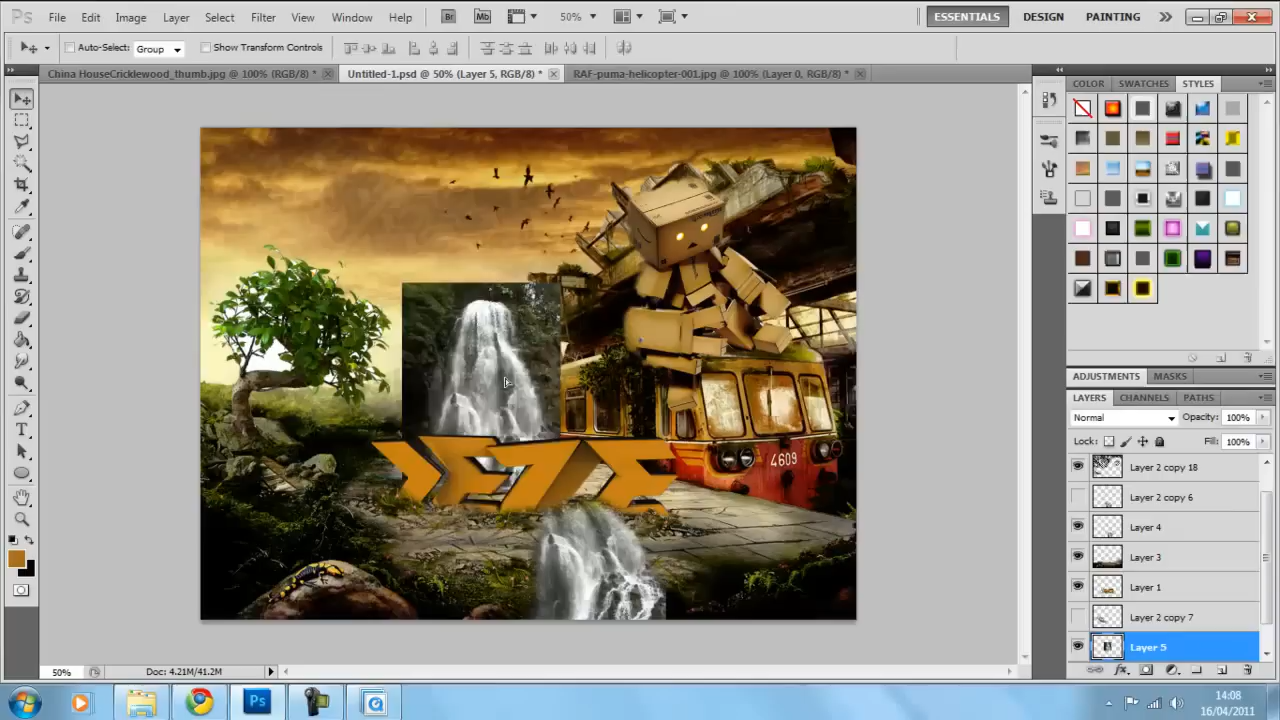 Ps File Edit Image Layer Select Filter View Window Help Br Mb 50% ESSENTIALS DESIGN PAINTING
Auto-Select: Group Show Transform Controls
China HouseCricklewood_thumb.jpg @ 100% (RGB/8) * Untitled-1.psd @ 50% (Layer 5, RGB/8) * RAF-puma-helicopter-001.jpg @ 100% (Layer 0, RGB/8) *
COLOR SWATCHES STYLES
4609
ADJUSTMENTS MASKS
LAYERS CHANNELS PATHS
Normal Opacity: 100%
Lock: Fill: 100%
Layer 2 copy 18
Layer 2 copy 6
Layer 4
Layer 3
Layer 1
Layer 2 copy 7
Layer 5
50% Doc: 4.21M/41.2M
Ps
14:08
16/04/2011